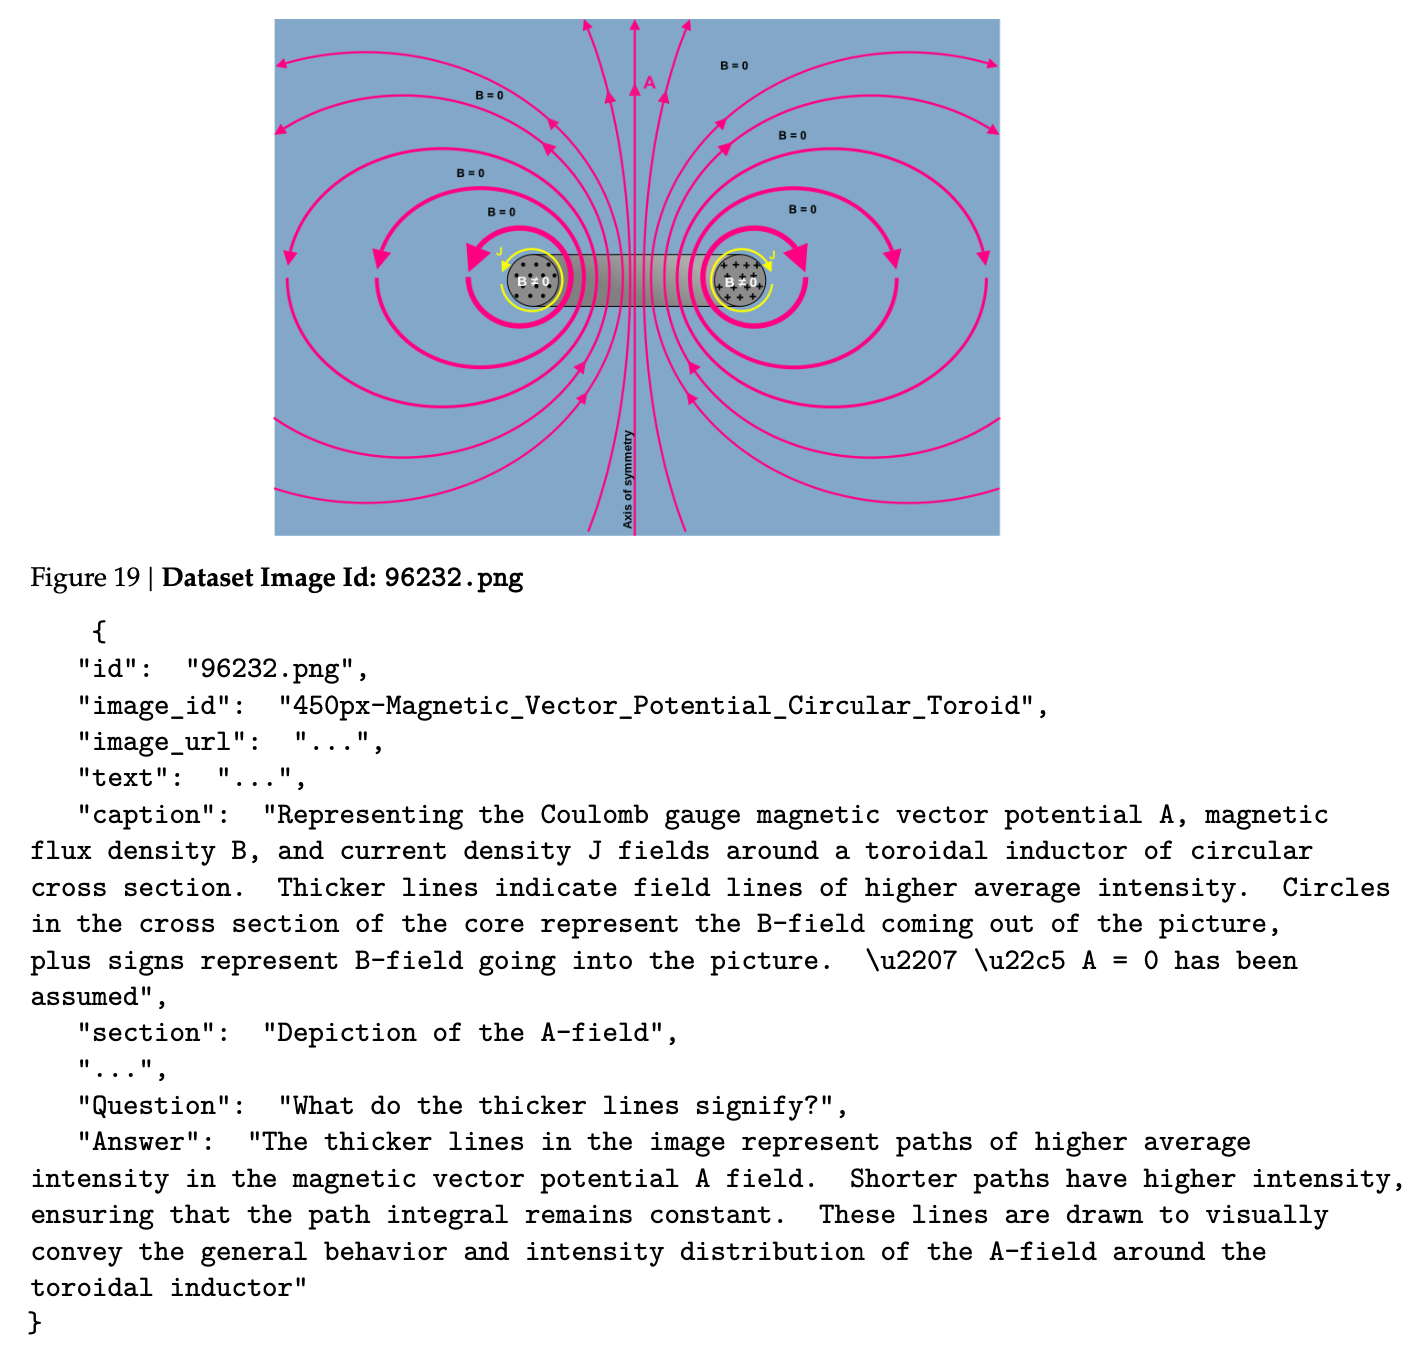 B = 0
A
B = 0
B = 0
B = 0
B = 0
B = 0
B = 0
J
J
B ≠ 0
B ≠ 0
Axis of symmetry
Figure 19 | Dataset Image Id: 96232.png
{
"id": "96232.png",
"image_id": "450px-Magnetic_Vector_Potential_Circular_Toroid",
"image_url": "...",
"text": "...",
"caption": "Representing the Coulomb gauge magnetic vector potential A, magnetic
flux density B, and current density J fields around a toroidal inductor of circular
cross section. Thicker lines indicate field lines of higher average intensity. Circles
in the cross section of the core represent the B-field coming out of the picture,
plus signs represent B-field going into the picture. \u2207 \u22c5 A = 0 has been
assumed",
"section": "Depiction of the A-field",
"...",
"Question": "What do the thicker lines signify?",
"Answer": "The thicker lines in the image represent paths of higher average
intensity in the magnetic vector potential A field. Shorter paths have higher intensity,
ensuring that the path integral remains constant. These lines are drawn to visually
convey the general behavior and intensity distribution of the A-field around the
toroidal inductor"
}